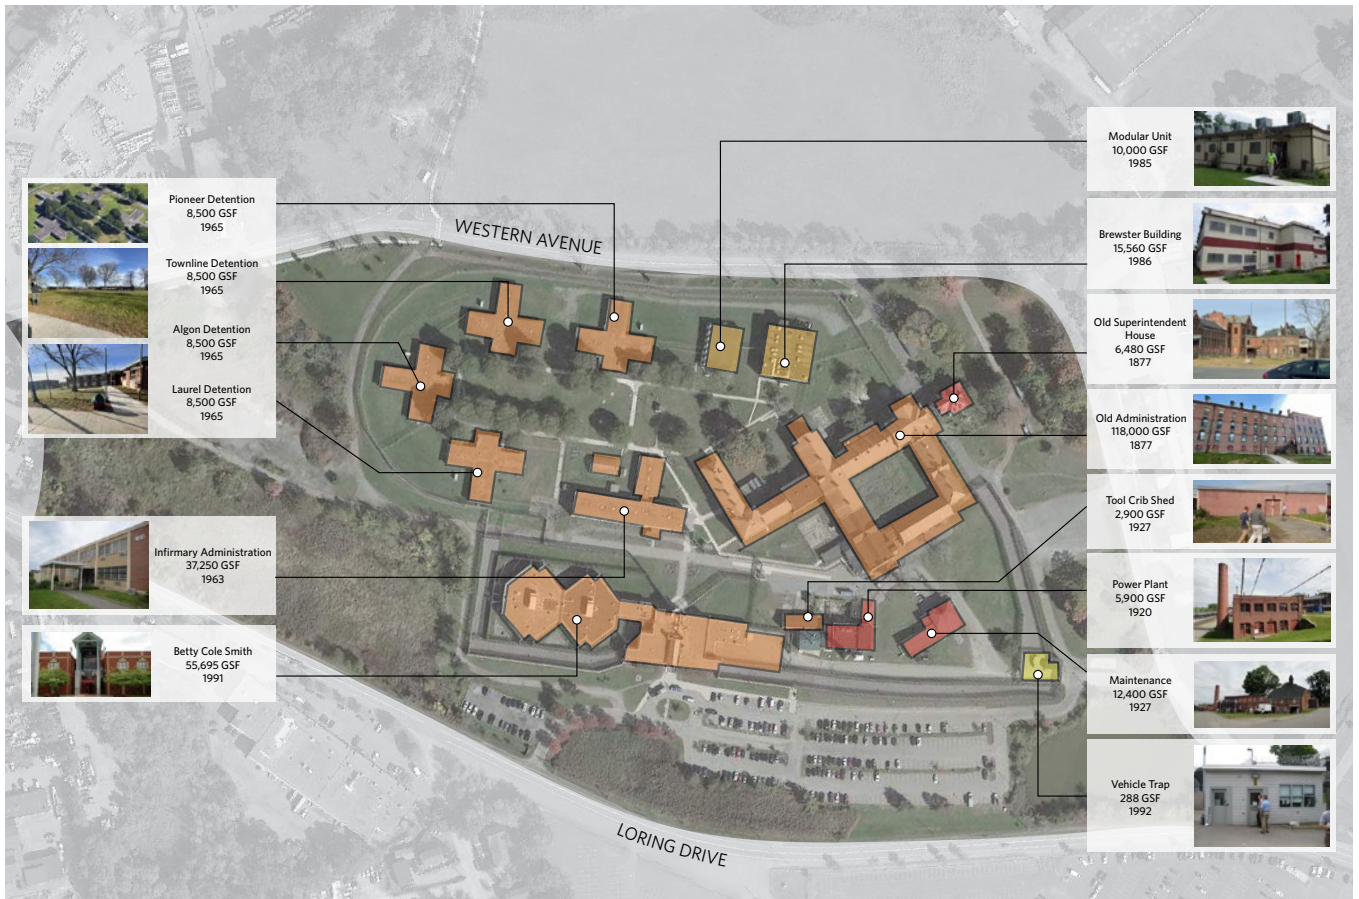 Pioneer Detention
8,500 GSF
1965
Townline Detention
8,500 GSF
1965
Algon Detention
8,500 GSF
1965
Laurel Detention
8,500 GSF
1965
Infirmary Administration
37,250 GSF
1963
Betty Cole Smith
55,695 GSF
1991
WESTERN AVENUE
LORING DRIVE
Modular Unit
10,000 GSF
1985
Brewster Building
15,560 GSF
1986
Old Superintendent
House
6,480 GSF
1877
Old Administration
118,000 GSF
1877
Tool Crib Shed
2,900 GSF
1927
Power Plant
5,900 GSF
1920
Maintenance
12,400 GSF
1927
Vehicle Trap
288 GSF
1992